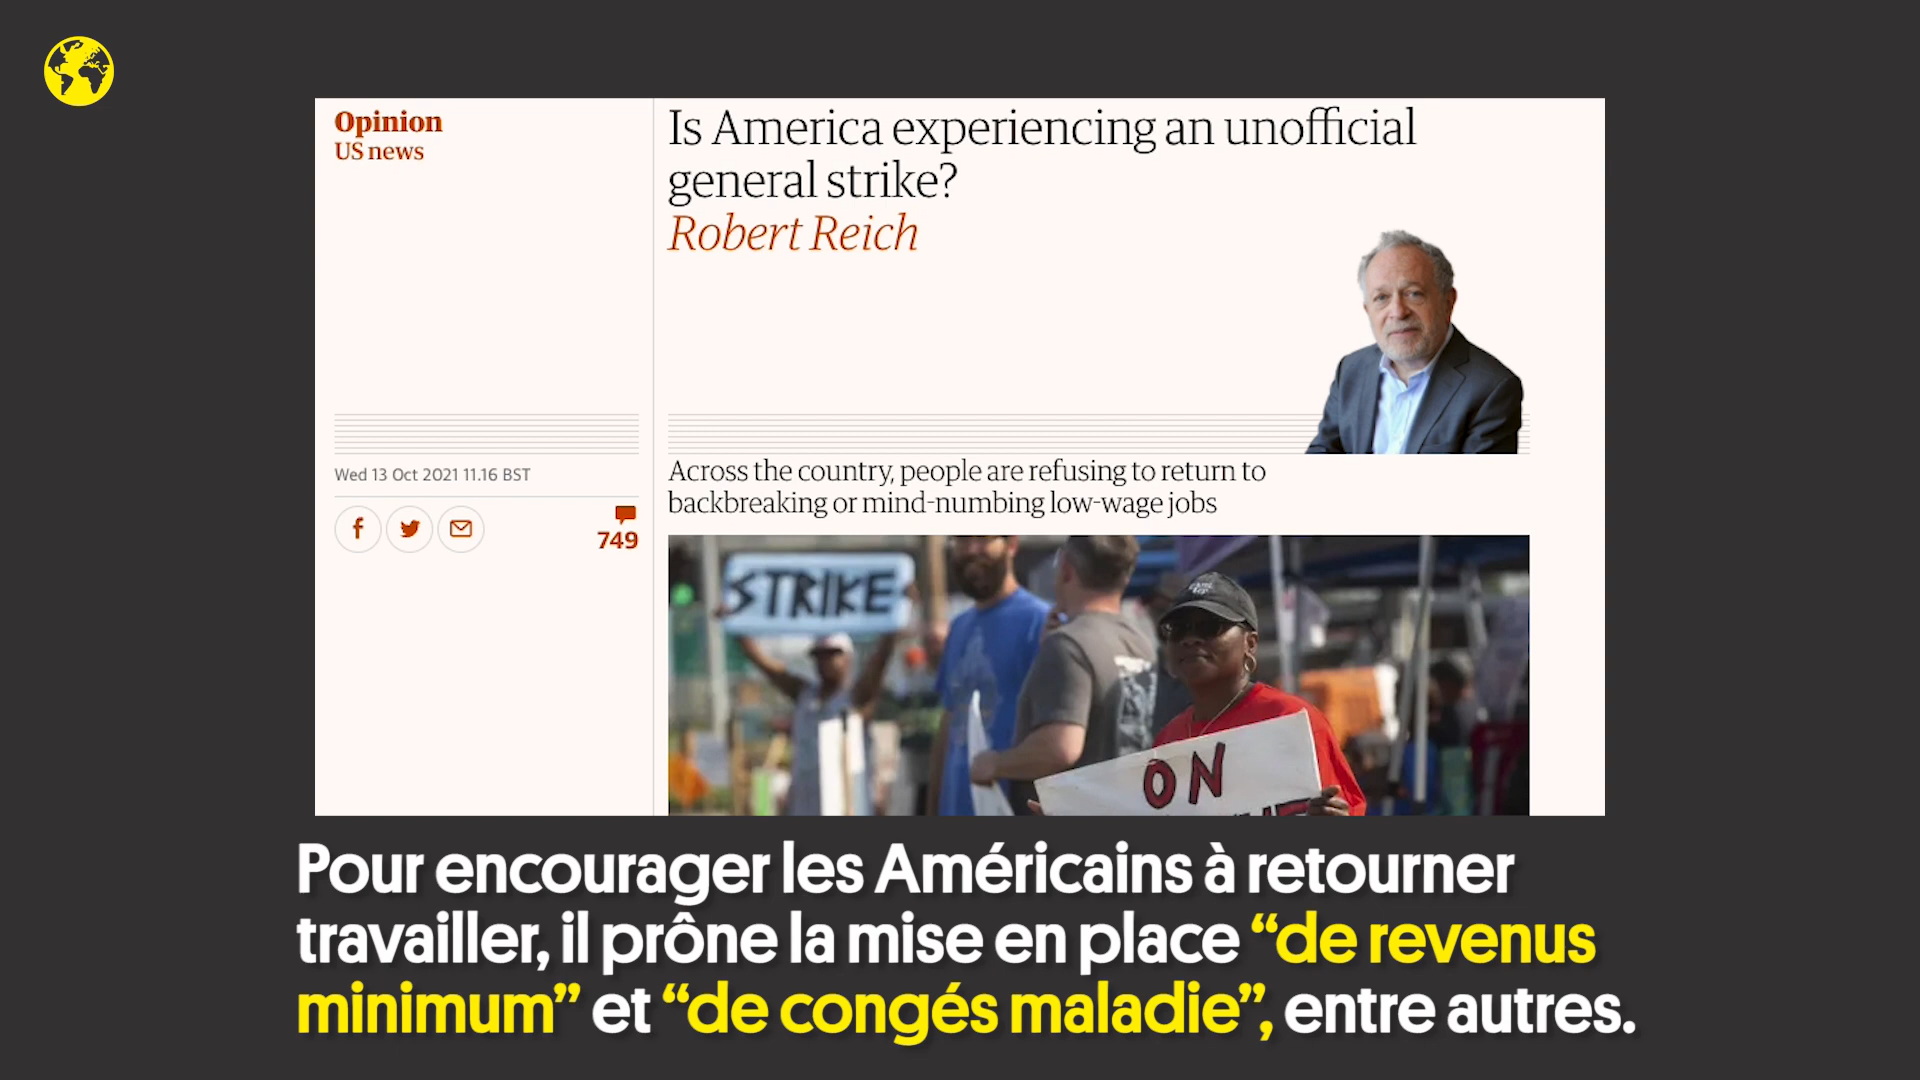 Opinion
US news
Is America experiencing an unofficial
general strike?
Robert Reich
Wed 13 Oct 2021 11.16 BST
749
Across the country, people are refusing to return to
backbreaking or mind-numbing low-wage jobs
STRIKE
ON
Pour encourager les Américains à retourner
travailler, il prône la mise en place “de revenus
minimum” et “de congés maladie”, entre autres.